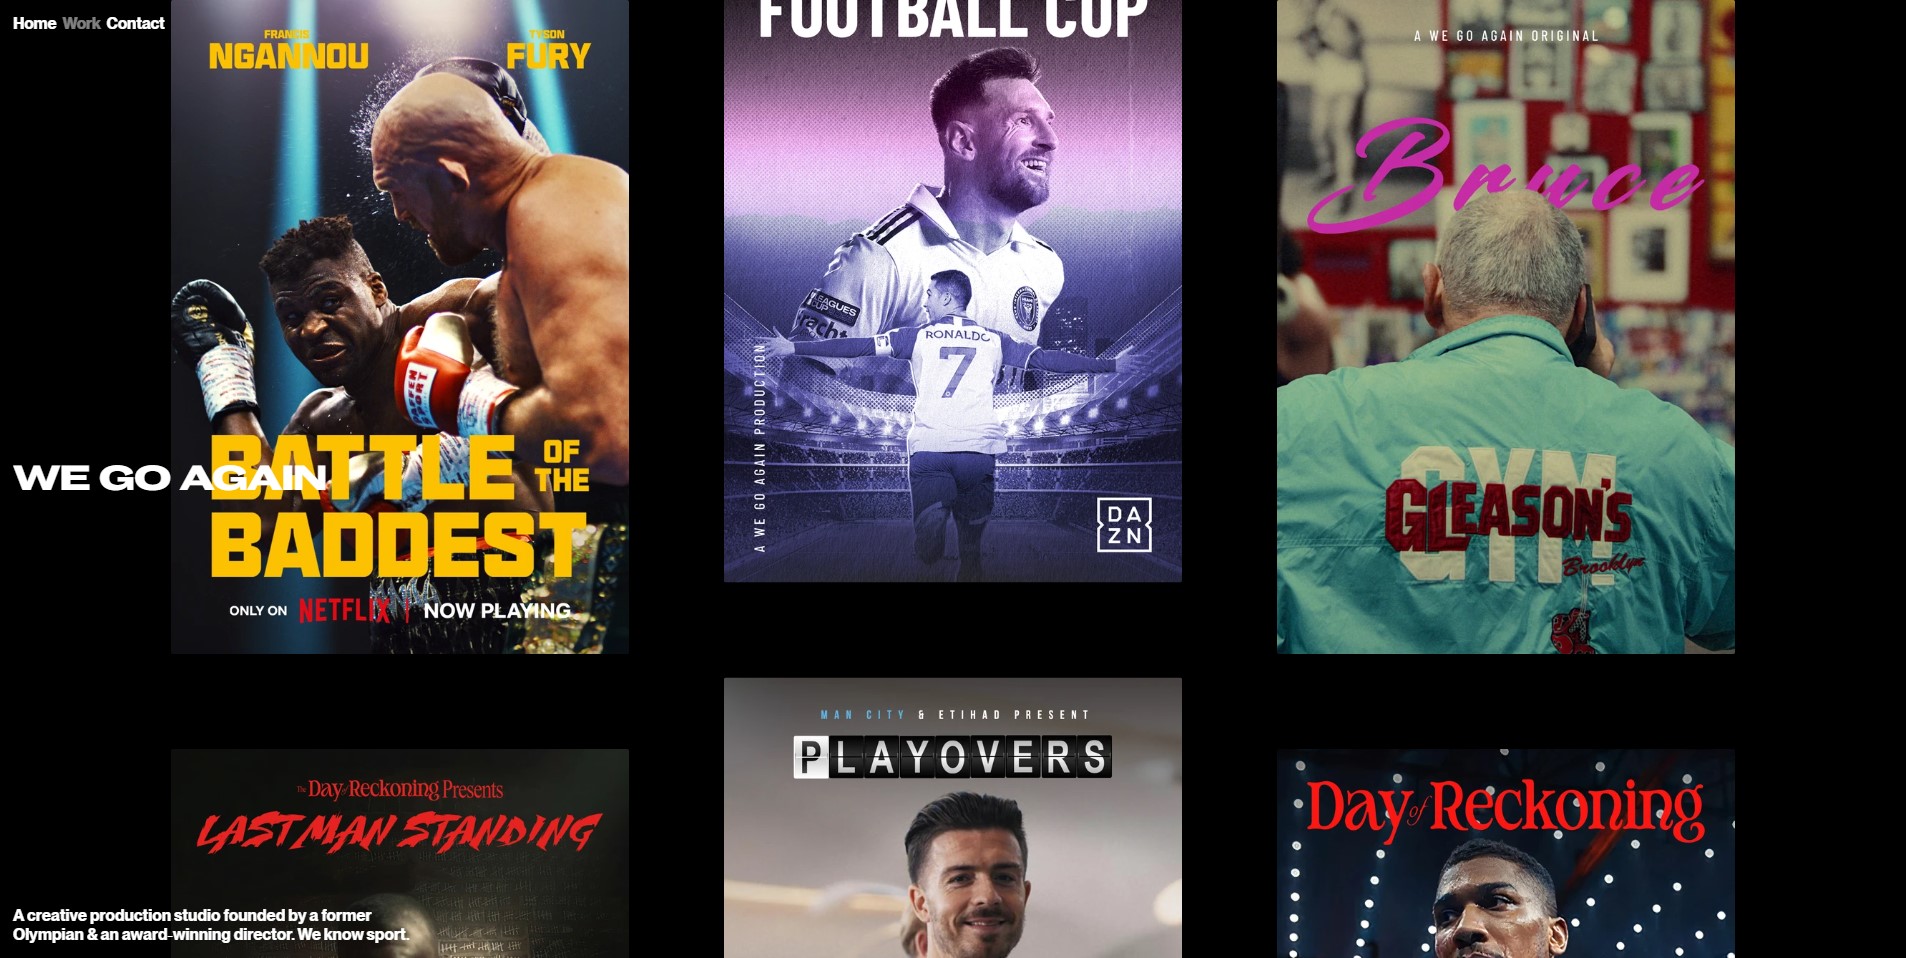 Home Work Contact
FRANCIS
NGANNOU
TYSON
FURY
BATTLE OF
THE
BADDEST
ONLY ON NETFLIX | NOW PLAYING
WE GO AGAIN
FOOTBALL CUP
LEAGUES
CUP
RONALDO
7
A WE GO AGAIN PRODUCTION
DA
ZN
A WE GO AGAIN ORIGINAL
Bruce
GYM
GLEASON'S
GYM
Brooklyn
The Day of Reckoning Presents
LAST MAN STANDING
MAN CITY & ETIHAD PRESENT
PLAYOVERS
Day of Reckoning
A creative production studio founded by a former
Olympian & an award-winning director. We know sport.